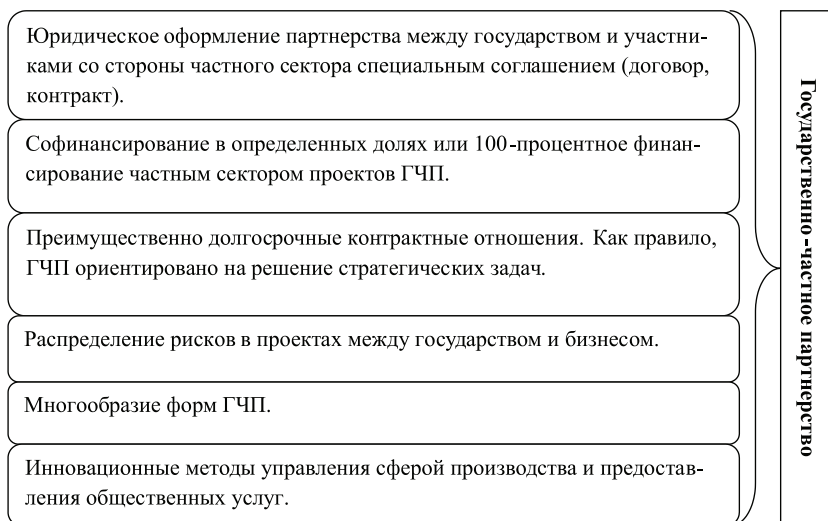 Юридическое оформление партнерства между государством и участни-
ками со стороны частного сектора специальным соглашением (договор,
контракт).
Софинансирование в определенных долях или 100-процентное финан-
сирование частным сектором проектов ГЧП.
Преимущественно долгосрочные контрактные отношения. Как правило,
ГЧП ориентировано на решение стратегических задач.
Распределение рисков в проектах между государством и бизнесом.
Многообразие форм ГЧП.
Инновационные методы управления сферой производства и предостав-
ления общественных услуг.
Государственно-частное партнерство